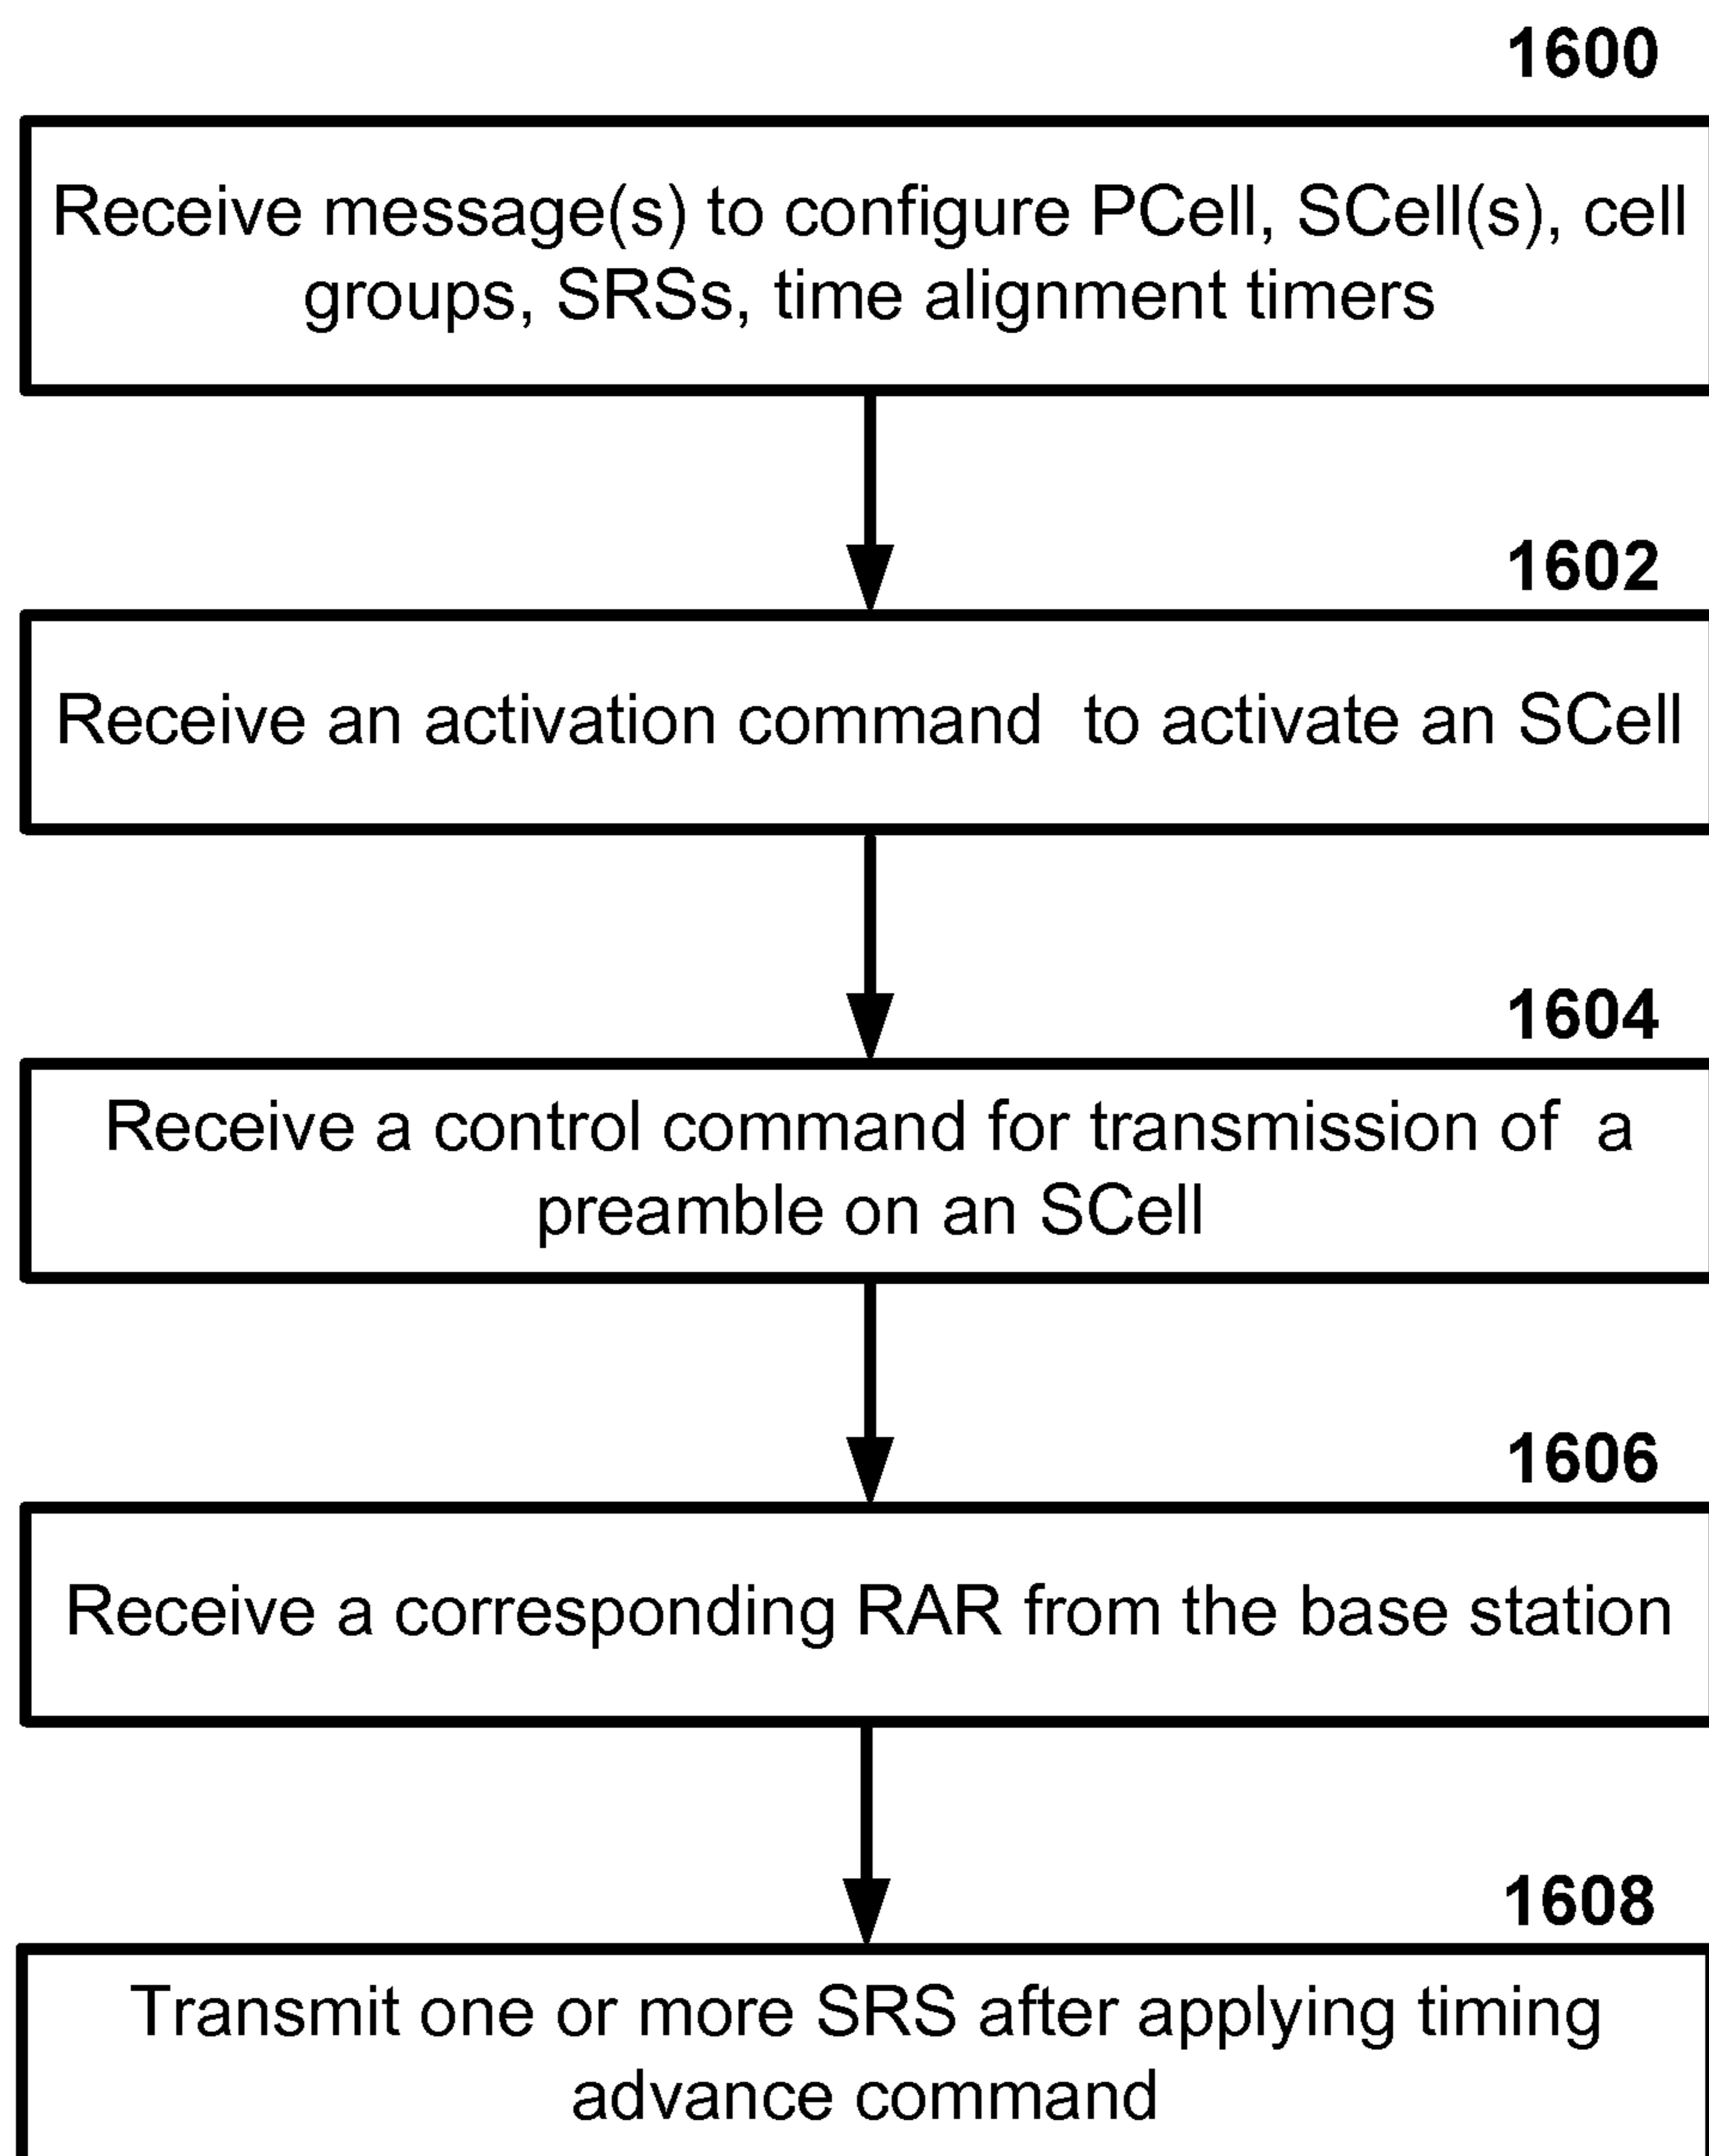 1600
Receive message(s) to configure PCell, SCell(s), cell
groups, SRSs, time alignment timers
1602
Receive an activation command to activate an SCell
1604
Receive a control command for transmission of a
preamble on an SCell
1606
Receive a corresponding RAR from the base station
1608
Transmit one or more SRS after applying timing
advance command